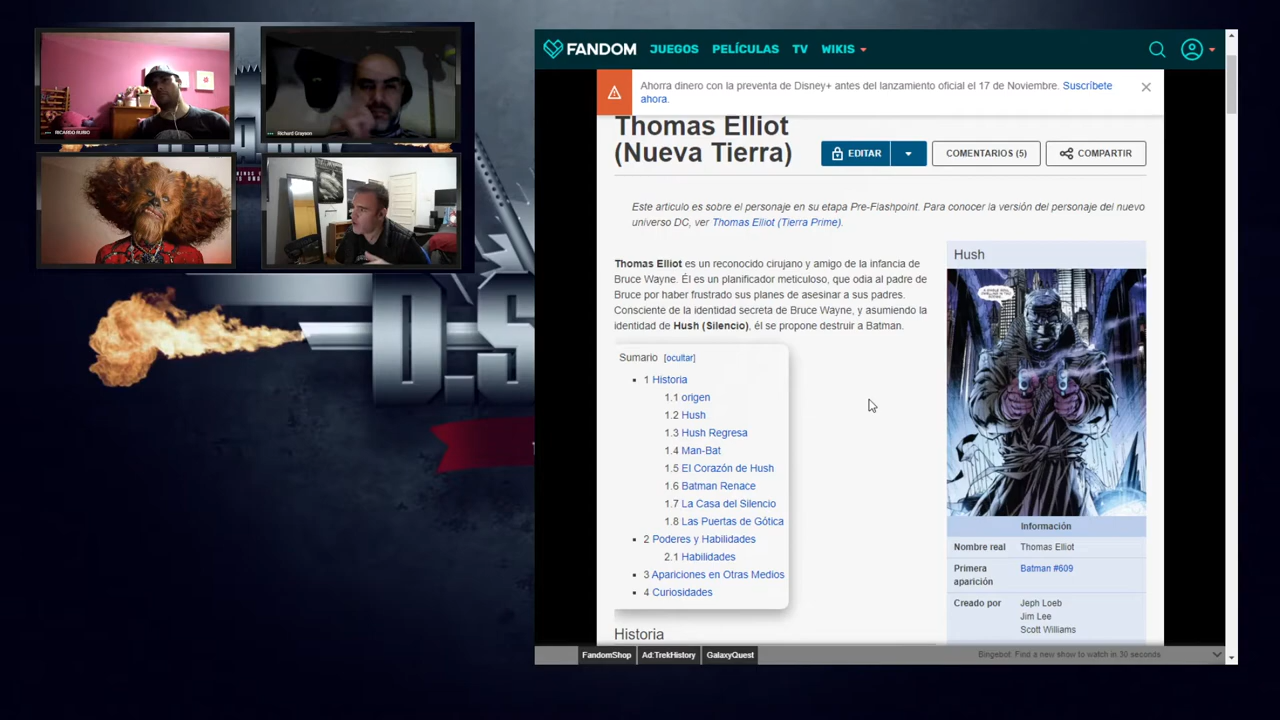 RICARDO RUBIO
Richard Grayson
FANDOM JUEGOS PELÍCULAS TV WIKIS
Ahorra dinero con la preventa de Disney+ antes del lanzamiento oficial el 17 de Noviembre. Suscríbete
ahora.
Thomas Elliot
(Nueva Tierra)
EDITAR
COMENTARIOS (5)
COMPARTIR
Este articulo es sobre el personaje en su etapa Pre-Flashpoint. Para conocer la versión del personaje del nuevo
universo DC, ver Thomas Elliot (Tierra Prime).
Thomas Elliot es un reconocido cirujano y amigo de la infancia de
Bruce Wayne. Él es un planificador meticuloso, que odia al padre de
Bruce por haber frustrado sus planes de asesinar a sus padres.
Consciente de la identidad secreta de Bruce Wayne, y asumiendo la
identidad de Hush (Silencio), él se propone destruir a Batman.
Sumario [ocultar]
1 Historia
1.1 origen
1.2 Hush
1.3 Hush Regresa
1.4 Man-Bat
1.5 El Corazón de Hush
1.6 Batman Renace
1.7 La Casa del Silencio
1.8 Las Puertas de Gótica
2 Poderes y Habilidades
2.1 Habilidades
3 Apariciones en Otras Medios
4 Curiosidades
Historia
Hush
Información
Nombre real Thomas Elliot
Primera Batman #609
aparición
Creado por Jeph Loeb
Jim Lee
Scott Williams
FandomShop Ad:TrekHistory GalaxyQuest
Bingebot: Find a new show to watch in 30 seconds
D.S